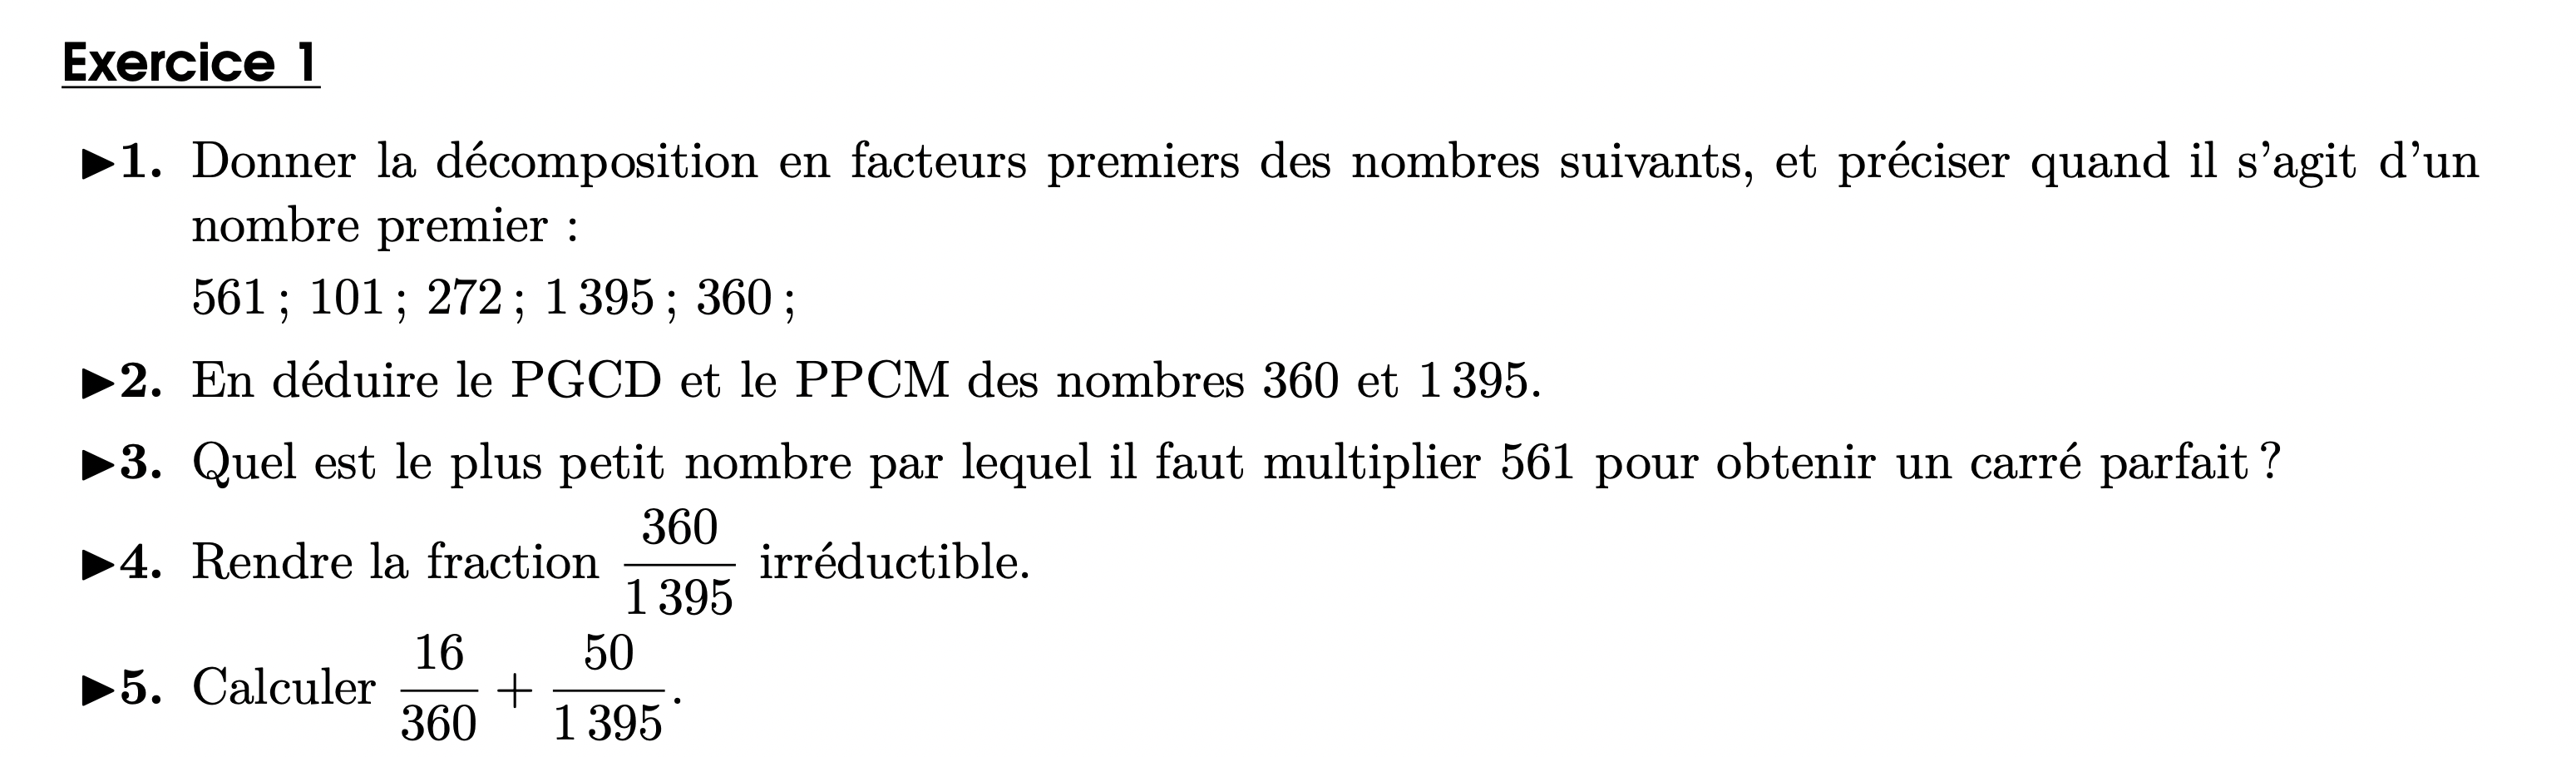 Exercice 1
▶1. Donner la décomposition en facteurs premiers des nombres suivants, et préciser quand il s'agit d'un
nombre premier :
561 ; 101 ; 272 ; 1 395 ; 360 ;
▶2. En déduire le PGCD et le PPCM des nombres 360 et 1 395.
▶3. Quel est le plus petit nombre par lequel il faut multiplier 561 pour obtenir un carré parfait ?
▶4. Rendre la fraction 360/1 395 irréductible.
▶5. Calculer 16/360 + 50/1 395.